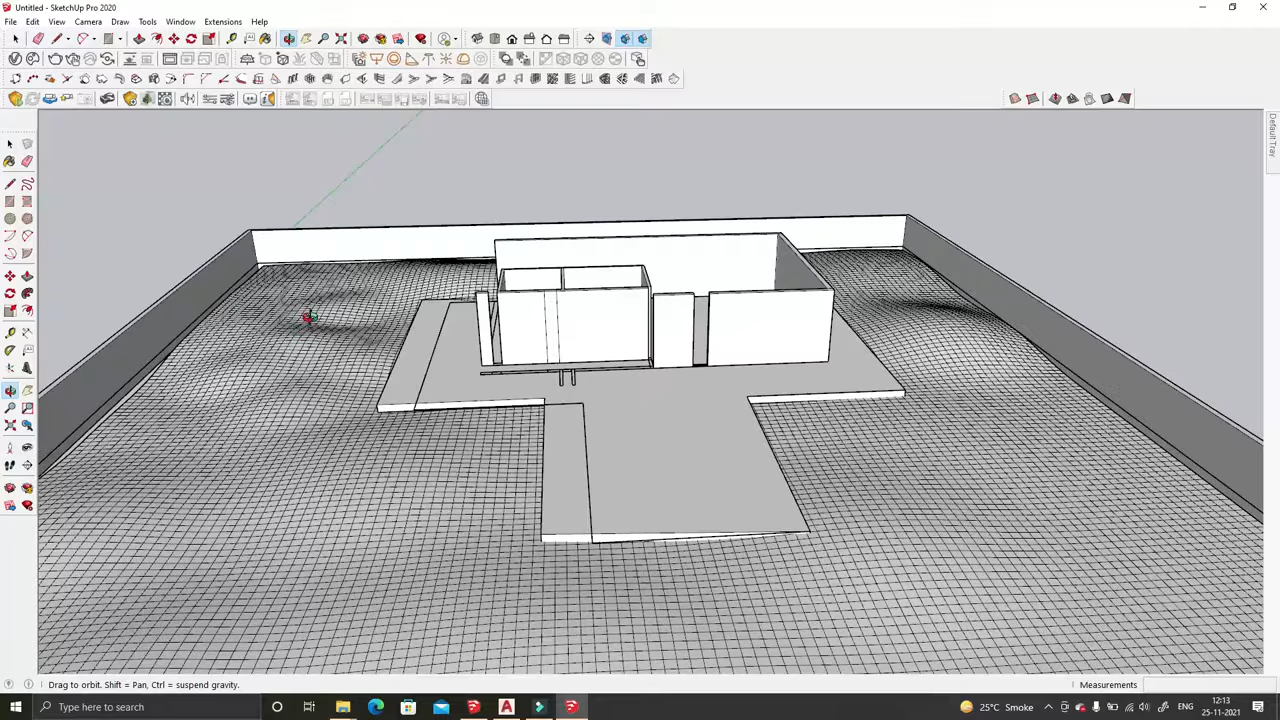 Untitled - SketchUp Pro 2020
File Edit View Camera Draw Tools Window Extensions Help
Default Tray
Drag to orbit. Shift = Pan, Ctrl = suspend gravity.
Measurements
Type here to search
25°C Smoke
ENG
12:13
25-11-2021